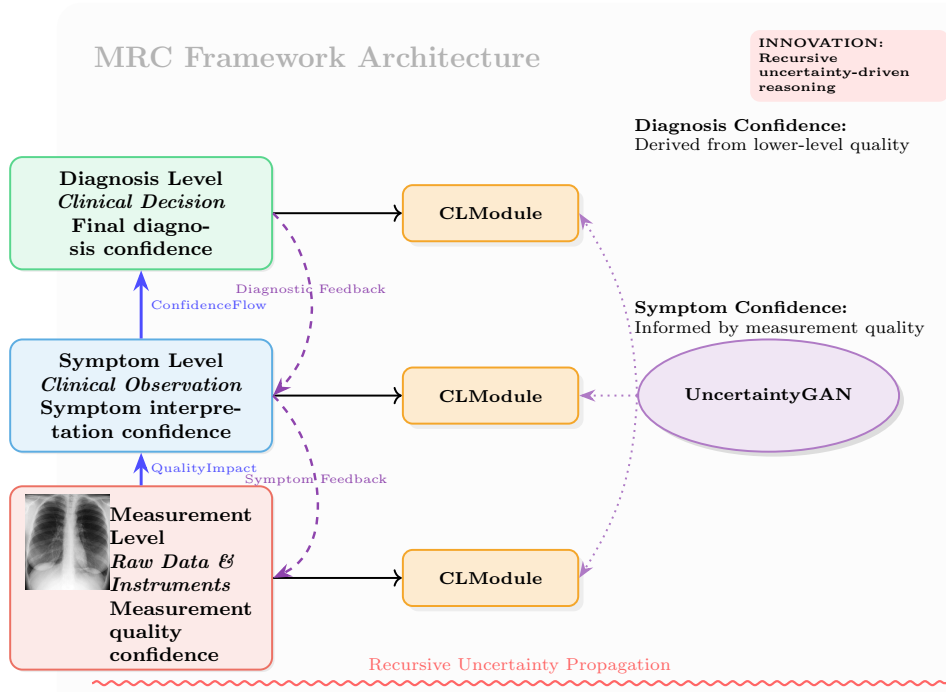 MRC Framework Architecture
INNOVATION:
Recursive
uncertainty-driven
reasoning
Diagnosis Confidence:
Derived from lower-level quality
Diagnosis Level
Clinical Decision
Final diagno-
sis confidence
CLModule
Diagnostic Feedback
ConfidenceFlow
Symptom Confidence:
Informed by measurement quality
Symptom Level
Clinical Observation
Symptom interpre-
tation confidence
CLModule
UncertaintyGAN
QualityImpact
Symptom Feedback
Measurement
Level
Raw Data &
Instruments
Measurement
quality
confidence
CLModule
Recursive Uncertainty Propagation